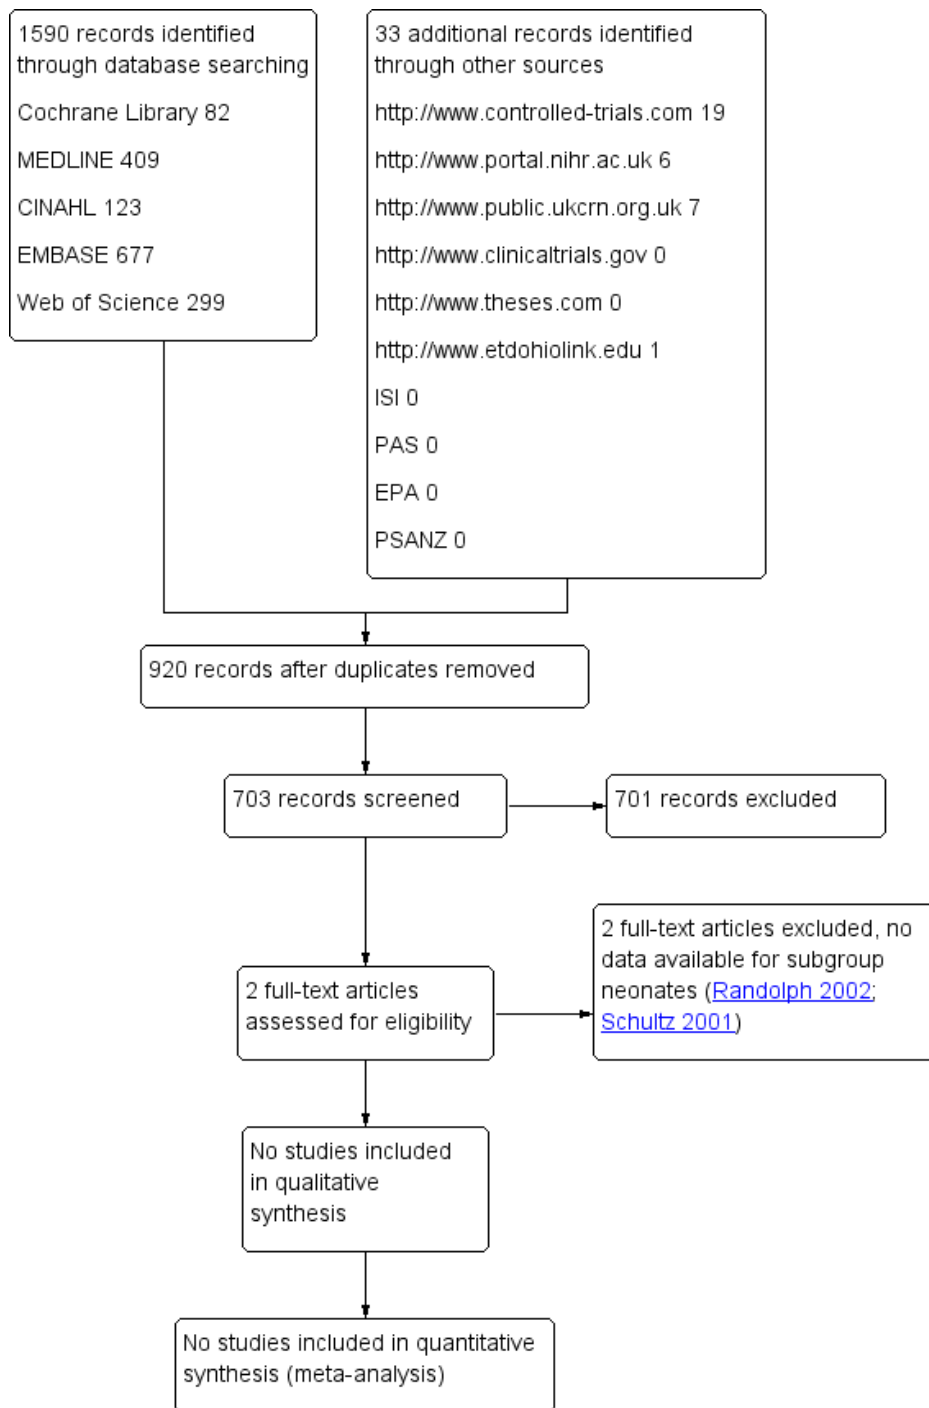 1590 records identified
through database searching
Cochrane Library 82
MEDLINE 409
CINAHL 123
EMBASE 677
Web of Science 299
33 additional records identified
through other sources
http://www.controlled-trials.com 19
http://www.portal.nihr.ac.uk 6
http://www.public.ukcrn.org.uk 7
http://www.clinicaltrials.gov 0
http://www.theses.com 0
http://www.etdohiolink.edu 1
ISI 0
PAS 0
EPA 0
PSANZ 0
920 records after duplicates removed
703 records screened
701 records excluded
2 full-text articles
assessed for eligibility
2 full-text articles excluded, no
data available for subgroup
neonates (Randolph 2002;
Schultz 2001)
No studies included
in qualitative
synthesis
No studies included in quantitative
synthesis (meta-analysis)